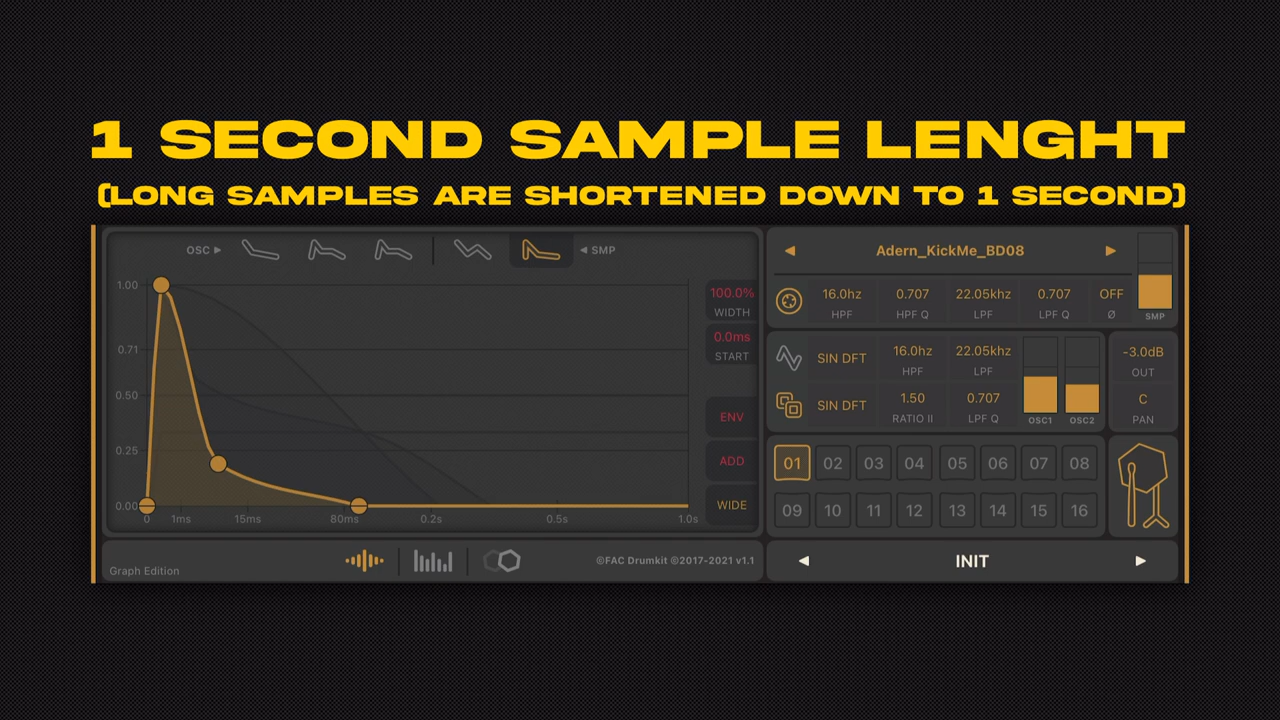 1 SECOND SAMPLE LENGHT
(LONG SAMPLES ARE SHORTENED DOWN TO 1 SECOND)
OSC ▶ ◀ SMP
1.00
0.71
0.50
0.25
0.00
0 1ms 15ms 80ms 0.2s 0.5s 1.0s
100.0%
WIDTH
0.0ms
START
ENV
ADD
WIDE
Graph Edition
©FAC Drumkit ©2017-2021 v1.1
◀ Adern_KickMe_BD08 ▶
16.0hz 0.707 22.05khz 0.707 OFF
HPF HPF Q LPF LPF Q Ø
SMP
SIN DFT 16.0hz 22.05khz
HPF LPF
SIN DFT 1.50 0.707
RATIO II LPF Q
OSC1 OSC2
-3.0dB
OUT
C
PAN
01 02 03 04 05 06 07 08
09 10 11 12 13 14 15 16
◀ INIT ▶